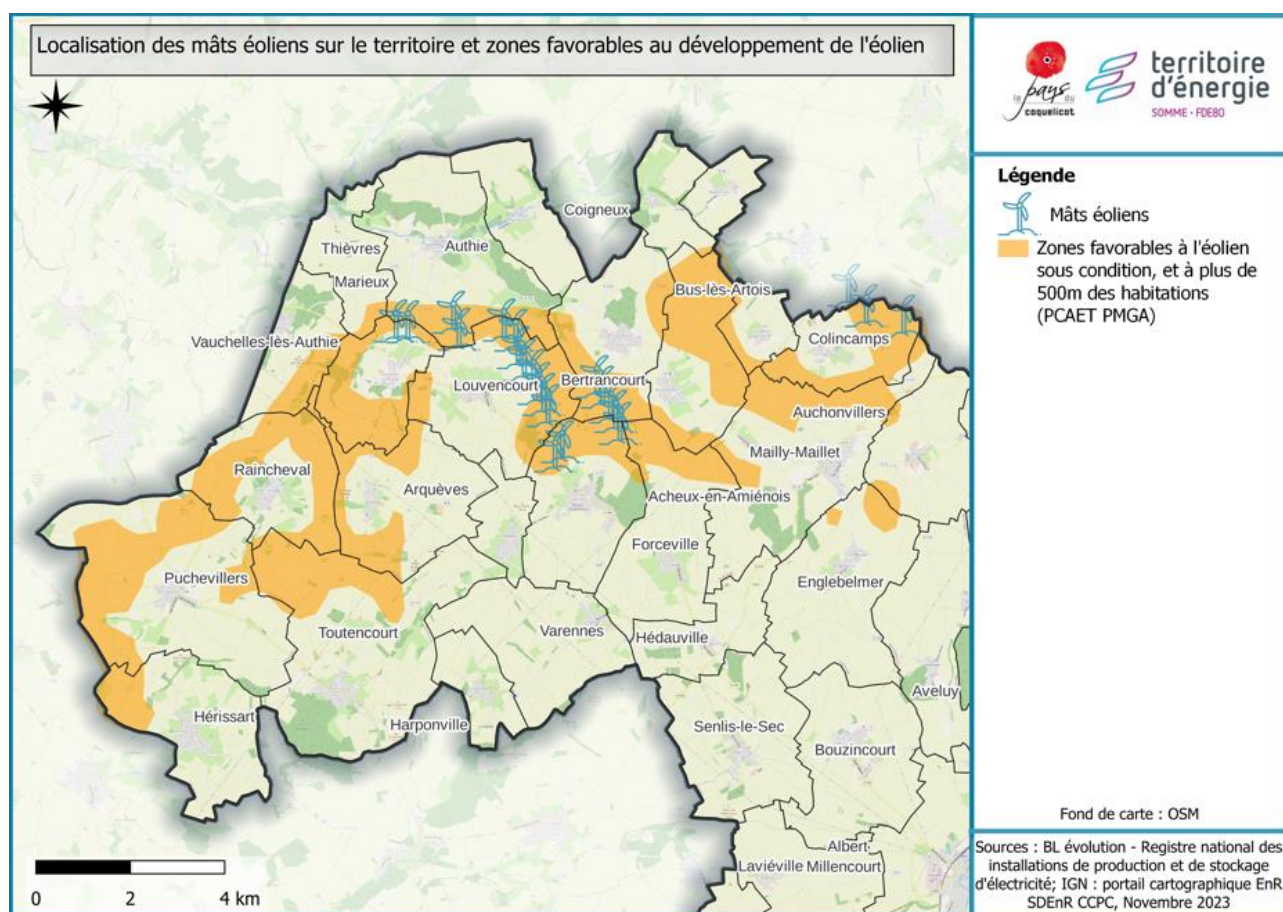 Localisation des mâts éoliens sur le territoire et zones favorables au développement de l'éolien
le pays du
coquelicot
territoire
d'énergie
SOMME • FDE80
Légende
Mâts éoliens
Zones favorables à l'éolien
sous condition, et à plus de
500m des habitations
(PCAET PMGA)
Coigneux
Thièvres
Authie
Marieux
Bus-lès-Artois
Vauchelles-lès-Authie
Colincamps
Louvencourt
Bertrancourt
Auchonvillers
Mailly-Maillet
Raincheval
Arquèves
Acheux-en-Amiénois
Forceville
Puchevillers
Englebelmer
Toutencourt
Varennes
Hédauville
Aveluy
Hérissart
Harponville
Senlis-le-Sec
Bouzincourt
Albert
Laviéville Millencourt
0 2 4 km
Fond de carte : OSM
Sources : BL évolution - Registre national des
installations de production et de stockage
d'électricité; IGN : portail cartographique EnR
SDEnR CCPC, Novembre 2023